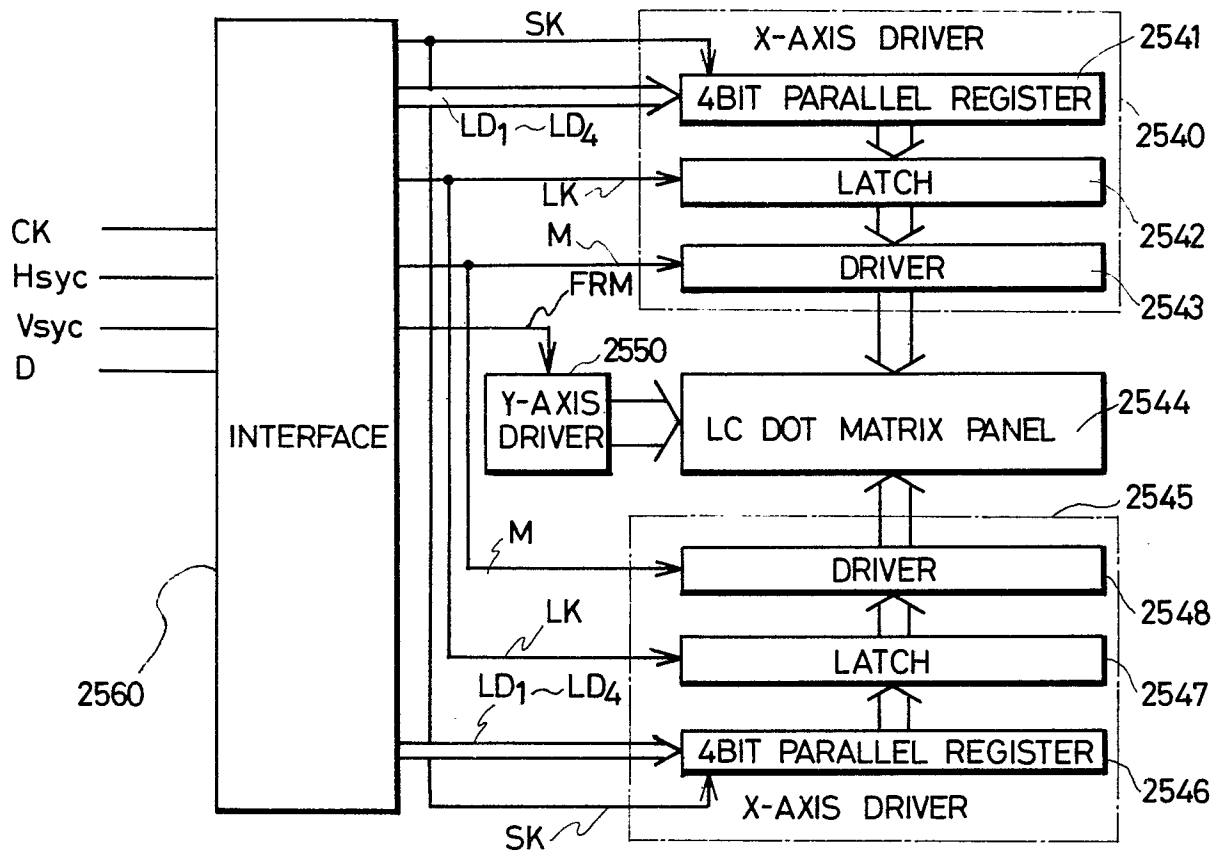 SK
X-AXIS DRIVER
2541
4BIT PARALLEL REGISTER
2540
LD1~LD4
LATCH
LK
2542
CK
M
DRIVER
Hsyc
FRM
2543
Vsyc
2550
D
Y-AXIS
DRIVER
LC DOT MATRIX PANEL
2544
INTERFACE
2545
M
DRIVER
2548
LK
LATCH
2547
2560
LD1~LD4
4BIT PARALLEL REGISTER
2546
X-AXIS DRIVER
SK